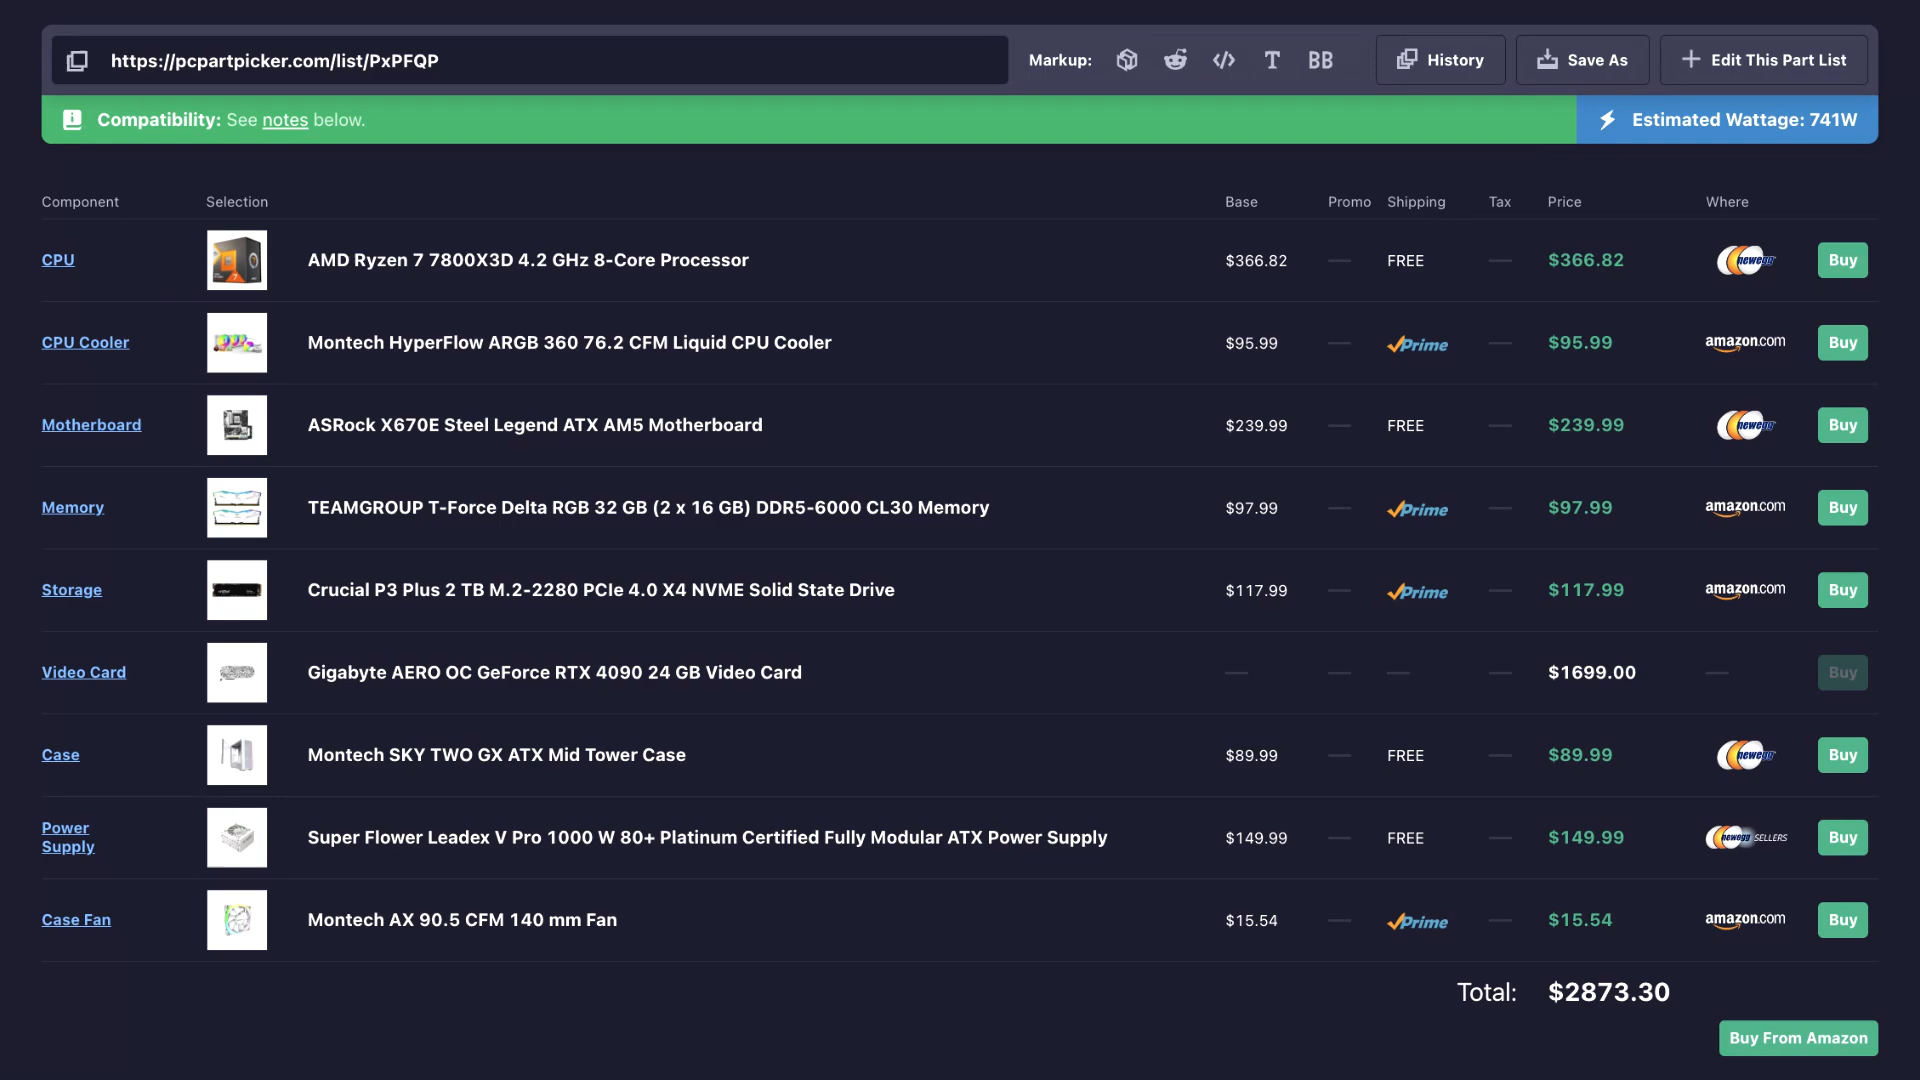 https://pcpartpicker.com/list/PxPFQP Markup: T BB History Save As Edit This Part List
Compatibility: See notes below. Estimated Wattage: 741W
Component Selection Base Promo Shipping Tax Price Where
CPU AMD Ryzen 7 7800X3D 4.2 GHz 8-Core Processor $366.82 — FREE — $366.82 newegg Buy
CPU Cooler Montech HyperFlow ARGB 360 76.2 CFM Liquid CPU Cooler $95.99 — Prime — $95.99 amazon.com Buy
Motherboard ASRock X670E Steel Legend ATX AM5 Motherboard $239.99 — FREE — $239.99 newegg Buy
Memory TEAMGROUP T-Force Delta RGB 32 GB (2 x 16 GB) DDR5-6000 CL30 Memory $97.99 — Prime — $97.99 amazon.com Buy
Storage Crucial P3 Plus 2 TB M.2-2280 PCIe 4.0 X4 NVME Solid State Drive $117.99 — Prime — $117.99 amazon.com Buy
Video Card Gigabyte AERO OC GeForce RTX 4090 24 GB Video Card — — — — $1699.00 — Buy
Case Montech SKY TWO GX ATX Mid Tower Case $89.99 — FREE — $89.99 newegg Buy
Power
Supply Super Flower Leadex V Pro 1000 W 80+ Platinum Certified Fully Modular ATX Power Supply $149.99 — FREE — $149.99 newegg SELLERS Buy
Case Fan Montech AX 90.5 CFM 140 mm Fan $15.54 — Prime — $15.54 amazon.com Buy
Total: $2873.30
Buy From Amazon